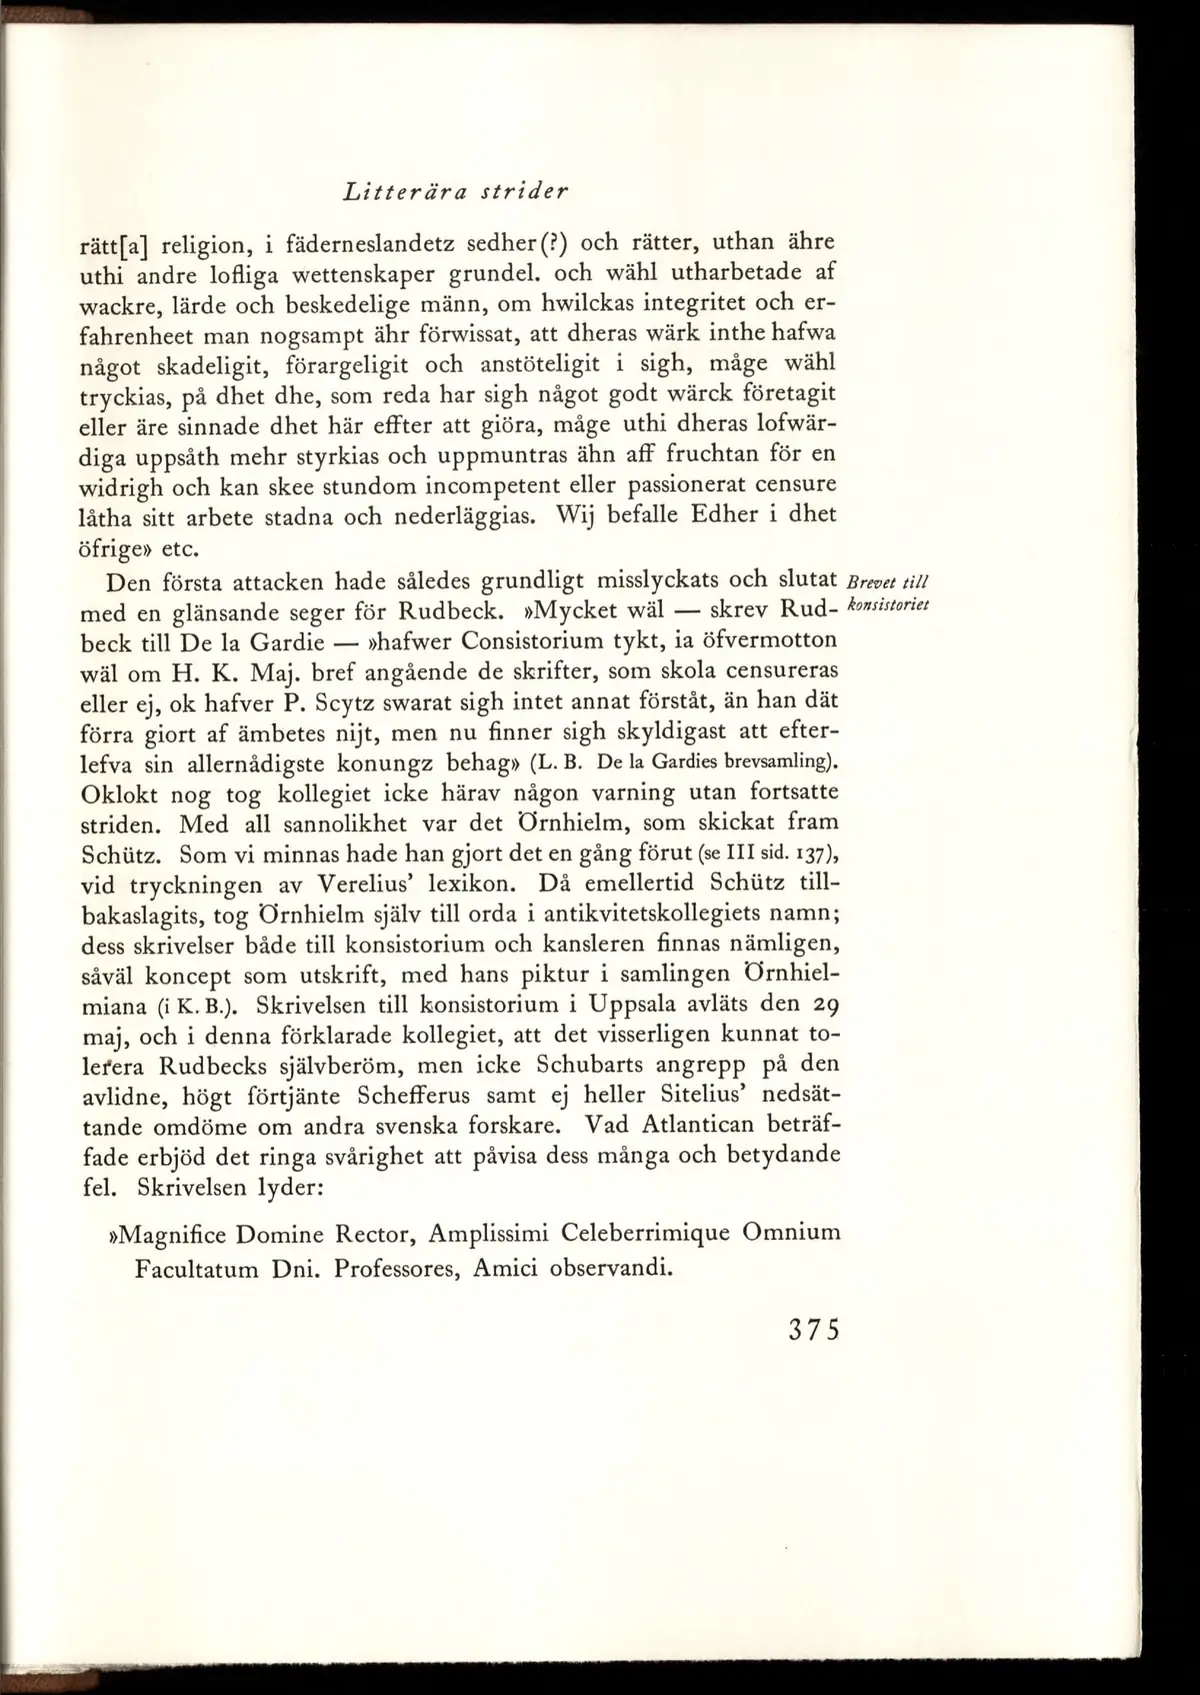 Litterära strider
rätt[a] religion, i fäderneslandetz sedher(?) och rätter, uthan ähre
uthi andre lofliga wettenskaper grundel. och wähl utharbetade af
wackre, lärde och beskedelige männ, om hwilckas integritet och er-
fahrenheet man nogsampt ähr förwissat, att dheras wärk inthe hafwa
något skadeligit, förargeligit och anstöteligit i sigh, måge wähl
tryckias, på dhet dhe, som reda har sigh något godt wärck företagit
eller äre sinnade dhet här effter att giöra, måge uthi dheras lofwär-
diga uppsåth mehr styrkias och uppmuntras ähn aff fruchtan för en
widrigh och kan skee stundom incompetent eller passionerat censure
låtha sitt arbete stadna och nederläggias. Wij befalle Edher i dhet
öfrige» etc.
Den första attacken hade således grundligt misslyckats och slutat Brevet till
med en glänsande seger för Rudbeck. »Mycket wäl — skrev Rud- konsistoriet
beck till De la Gardie — »hafwer Consistorium tykt, ia öfvermotton
wäl om H. K. Maj. bref angående de skrifter, som skola censureras
eller ej, ok hafver P. Scytz swarat sigh intet annat förståt, än han dät
förra giort af ämbetes nijt, men nu finner sigh skyldigast att efter-
lefva sin allernådigste konungz behag» (L. B. De la Gardies brevsamling).
Oklokt nog tog kollegiet icke härav någon varning utan fortsatte
striden. Med all sannolikhet var det Örnhielm, som skickat fram
Schütz. Som vi minnas hade han gjort det en gång förut (se III sid. 137),
vid tryckningen av Verelius’ lexikon. Då emellertid Schütz till-
bakaslagits, tog Örnhielm själv till orda i antikvitetskollegiets namn;
dess skrivelser både till konsistorium och kansleren finnas nämligen,
såväl koncept som utskrift, med hans piktur i samlingen Örnhiel-
miana (i K. B.). Skrivelsen till konsistorium i Uppsala avläts den 29
maj, och i denna förklarade kollegiet, att det visserligen kunnat to-
lerera Rudbecks självberöm, men icke Schubarts angrepp på den
avlidne, högt förtjänte Schefferus samt ej heller Sitelius’ nedsät-
tande omdöme om andra svenska forskare. Vad Atlantican beträf-
fade erbjöd det ringa svårighet att påvisa dess många och betydande
fel. Skrivelsen lyder:
»Magnifice Domine Rector, Amplissimi Celeberrimique Omnium
Facultatum Dni. Professores, Amici observandi.
375